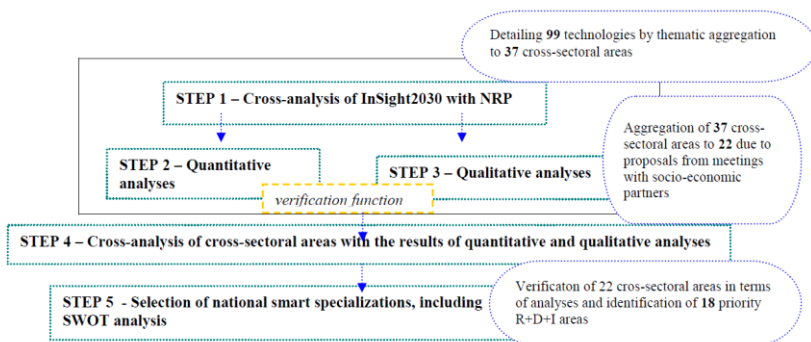 Detailing 99 technologies by thematic aggregation
to 37 cross-sectoral areas
STEP 1 – Cross-analysis of InSight2030 with NRP
Aggregation of 37 cross-
sectoral areas to 22 due to
proposals from meetings
with socio-economic
partners
STEP 2 – Quantitative
analyses
STEP 3 – Qualitative analyses
verification function
STEP 4 – Cross-analysis of cross-sectoral areas with the results of quantitative and qualitative analyses
STEP 5 - Selection of national smart specializations, including
SWOT analysis
Verificaton of 22 cros-sectoral areas in terms
of analyses and identification of 18 priority
R+D+I areas